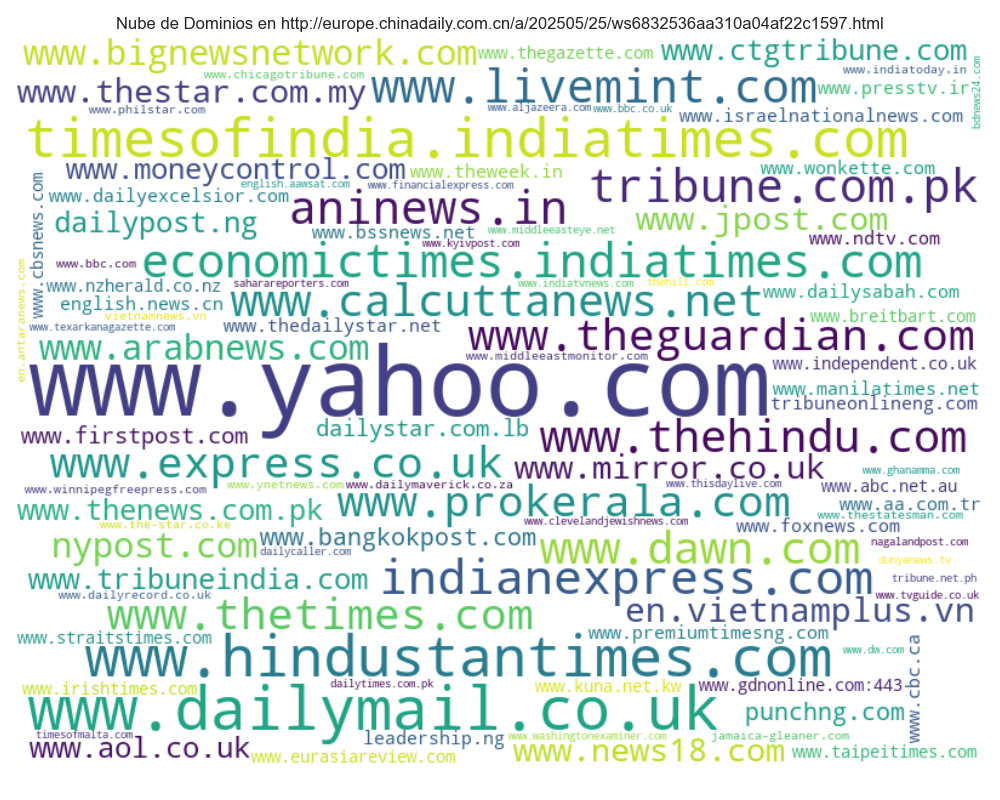 Nube de Dominios en http://europe.chinadaily.com.cn/a/202505/25/ws6832536aa310a04af22c1597.html
www.bignewsnetwork.com
www.thegazette.com
www.ctgtribune.com
www.chicagotribune.com
www.indiatoday.in
www.thestar.com.my
www.livemint.com
www.presstv.ir
bdnews24.com
www.philstar.com
www.aljazeera.com
www.bbc.co.uk
www.israelnationalnews.com
timesofindia.indiatimes.com
www.moneycontrol.com
www.theweek.in
www.wonkette.com
english.aawsat.com
www.financialexpress.com
tribune.com.pk
www.cbsnews.com
www.dailyexcelsior.com
aninews.in
dailypost.ng
www.jpost.com
www.bssnews.net
www.middleeasteye.net
www.ndtv.com
www.kyivpost.com
www.bbc.com
economictimes.indiatimes.com
en.antaranews.com
www.nzherald.co.nz
saharareporters.com
www.indiatvnews.com
thehill.com
www.dailysabah.com
english.news.cn
www.calcuttanews.net
vietnamnews.vn
www.breitbart.com
www.texarkanagazette.com
www.thedailystar.net
www.theguardian.com
www.arabnews.com
www.middleeastmonitor.com
www.independent.co.uk
www.yahoo.com
www.manilatimes.net
tribuneonlineng.com
www.firstpost.com
dailystar.com.lb
www.thehindu.com
www.express.co.uk
www.mirror.co.uk
www.ghanamma.com
www.winnipegfreepress.com
www.ynetnews.com
www.dailymaverick.co.za
www.thisdaylive.com
www.abc.net.au
www.thenews.com.pk
www.prokerala.com
www.aa.com.tr
www.thestatesman.com
www.the-star.co.ke
www.clevelandjewishnews.com
www.foxnews.com
nypost.com
www.bangkokpost.com
dailycaller.com
www.dawn.com
nagalandpost.com
dunyanews.tv
www.tribuneindia.com
indianexpress.com
tribune.net.ph
www.dailyrecord.co.uk
www.tvguide.co.uk
www.thetimes.com
en.vietnamplus.vn
www.straitstimes.com
www.premiumtimesng.com
www.hindustantimes.com
www.dw.com
www.cbc.ca
www.irishtimes.com
dailytimes.com.pk
www.kuna.net.kw
www.gdnonline.com:443
www.dailymail.co.uk
punchng.com
timesofmalta.com
www.aol.co.uk
leadership.ng
www.washingtonexaminer.com
jamaica-gleaner.com
www.eurasiareview.com
www.news18.com
www.taipeitimes.com